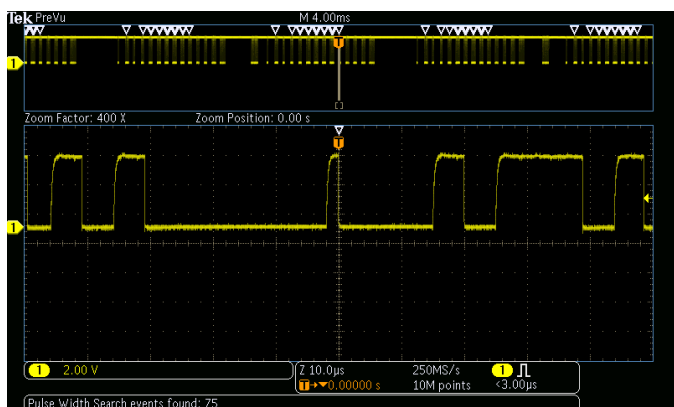 Tek PreVu M 4.00ms
T
1
Zoom Factor: 400 X Zoom Position: 0.00 s
T
1
1 2.00 V Z 10.0µs 250MS/s 1
T→▼0.00000 s 10M points <3.00µs
Pulse Width Search events found: 75